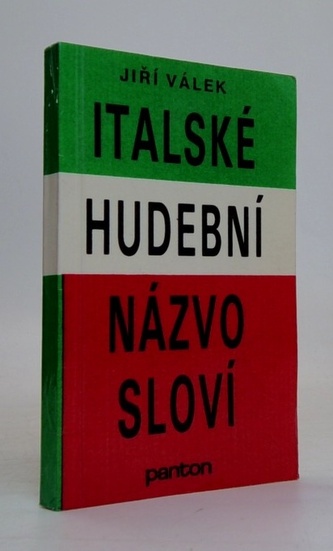 JIŘÍ VÁLEK
ITALSKÉ
HUDEBNÍ
NÁZVO
SLOVÍ
panton